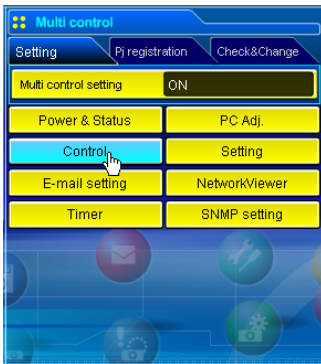 Multi control
Setting Pj registration Check&Change
Multi control setting ON
Power & Status PC Adj.
Control Setting
E-mail setting NetworkViewer
Timer SNMP setting